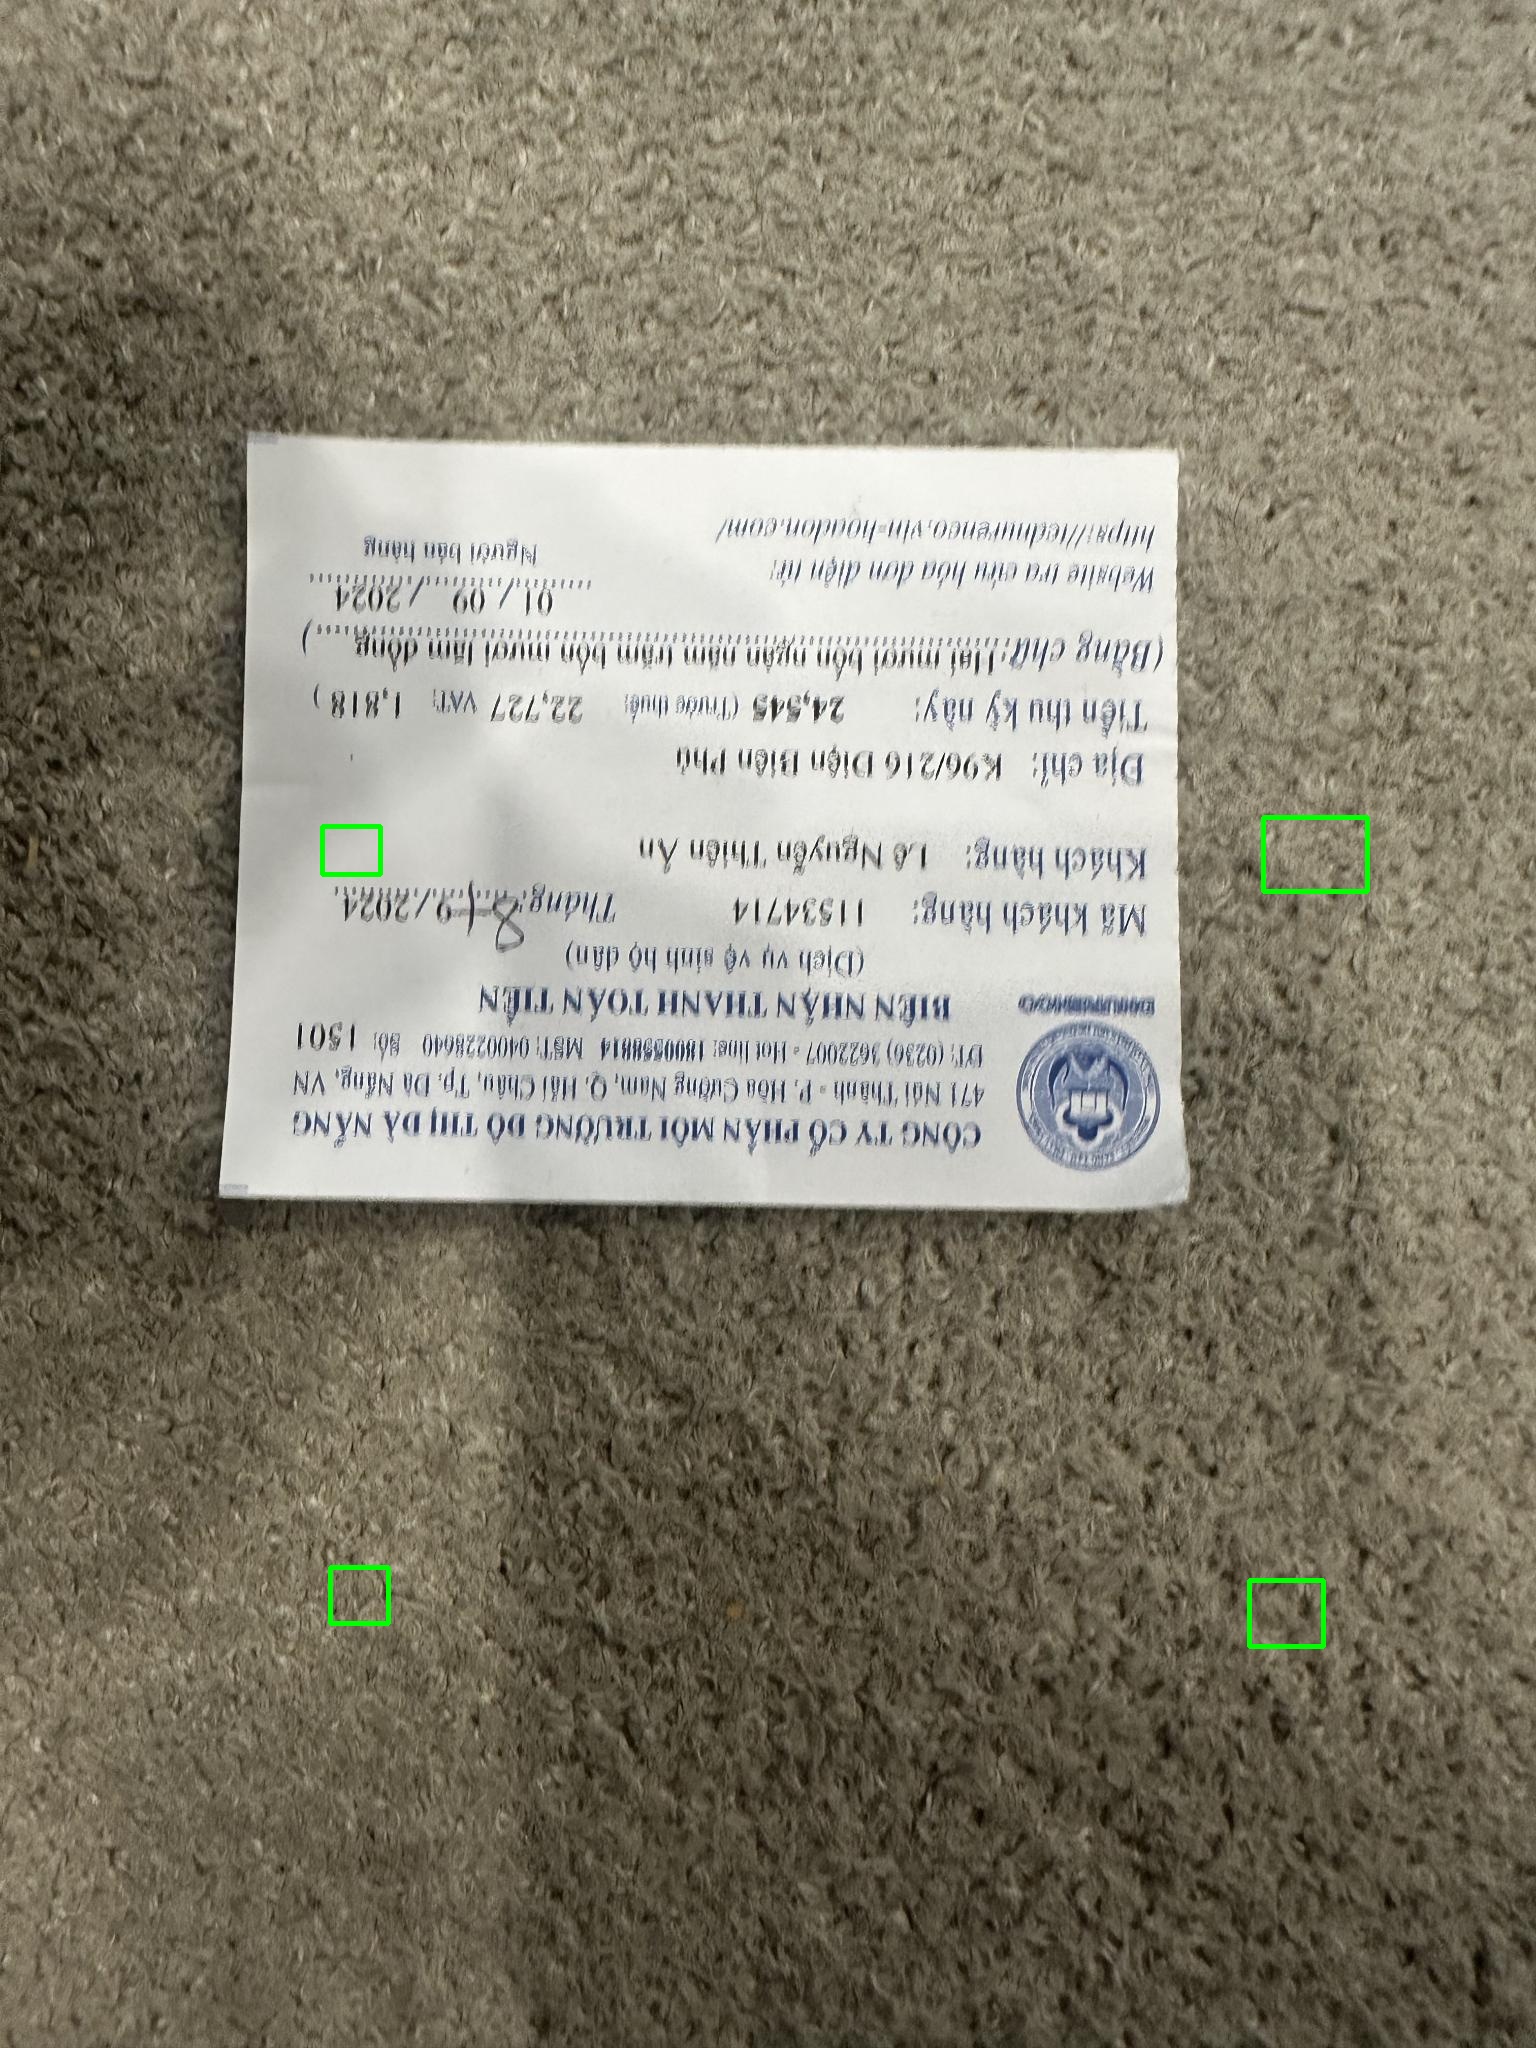 CÔNG TY CỔ PHẦN MÔI TRƯỜNG ĐÔ THỊ ĐÀ NẴNG
471 Núi Thành - P. Hòa Cường Nam, Q. Hải Châu, Tp. Đà Nẵng, VN
ĐT: (0236) 3622007 - Hot line: 1800558814 MST: 0400228640 Số: 1501
BIÊN NHẬN THANH TOÁN TIỀN
(Dịch vụ vệ sinh hộ dân)
Mã khách hàng: 11534714 Tháng: 8+9/2024
Khách hàng: Lê Nguyễn Thiên Ân
Địa chỉ: K96/216 Điện Biên Phủ
Tiền thu kỳ này: 24,545 (Trước thuế: 22,727 VAT: 1,818)
(Bằng chữ: Hai mươi bốn ngàn năm trăm bốn mươi lăm đồng)
01/09/2024
Website tra cứu hóa đơn điện tử: Người bán hàng
https://tcdnurenco.vin-hoadon.com/